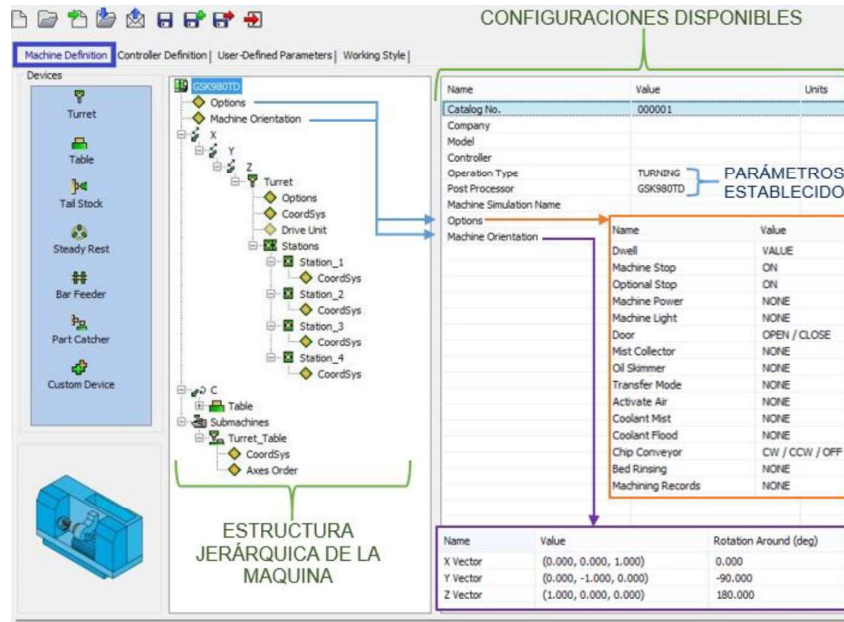 CONFIGURACIONES DISPONIBLES
Machine Definition Controller Definition User-Defined Parameters Working Style
Devices
Turret
Table
Tail Stock
Steady Rest
Bar Feeder
Part Catcher
Custom Device
GSK980TD
Options
Machine Orientation
X
Y
Z
Turret
Options
CoordSys
Drive Unit
Stations
Station_1
CoordSys
Station_2
CoordSys
Station_3
CoordSys
Station_4
CoordSys
C
Table
Submachines
Turret_Table
CoordSys
Axes Order
ESTRUCTURA
JERÁRQUICA DE LA
MAQUINA
Name Value Units
Catalog No. 000001
Company
Model
Controller
Operation Type TURNING
Post Processor GSK980TD
PARÁMETROS
ESTABLECIDO
Machine Simulation Name
Options
Machine Orientation
Name Value
Dwell VALUE
Machine Stop ON
Optional Stop ON
Machine Power NONE
Machine Light NONE
Door OPEN / CLOSE
Mist Collector NONE
Oil Skimmer NONE
Transfer Mode NONE
Activate Air NONE
Coolant Mist NONE
Coolant Flood NONE
Chip Conveyor CW / CCW / OFF
Bed Rinsing NONE
Machining Records NONE
Name Value Rotation Around (deg)
X Vector (0.000, 0.000, 1.000) 0.000
Y Vector (0.000, -1.000, 0.000) -90.000
Z Vector (1.000, 0.000, 0.000) 180.000